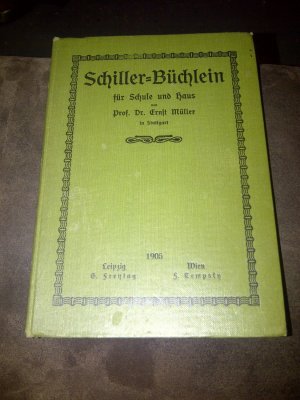 Schiller=Büchlein
für Schule und Haus
von
Prof. Dr. Ernst Müller
in Stuttgart
1905
Leipzig Wien
G. Freytag F. Tempsky